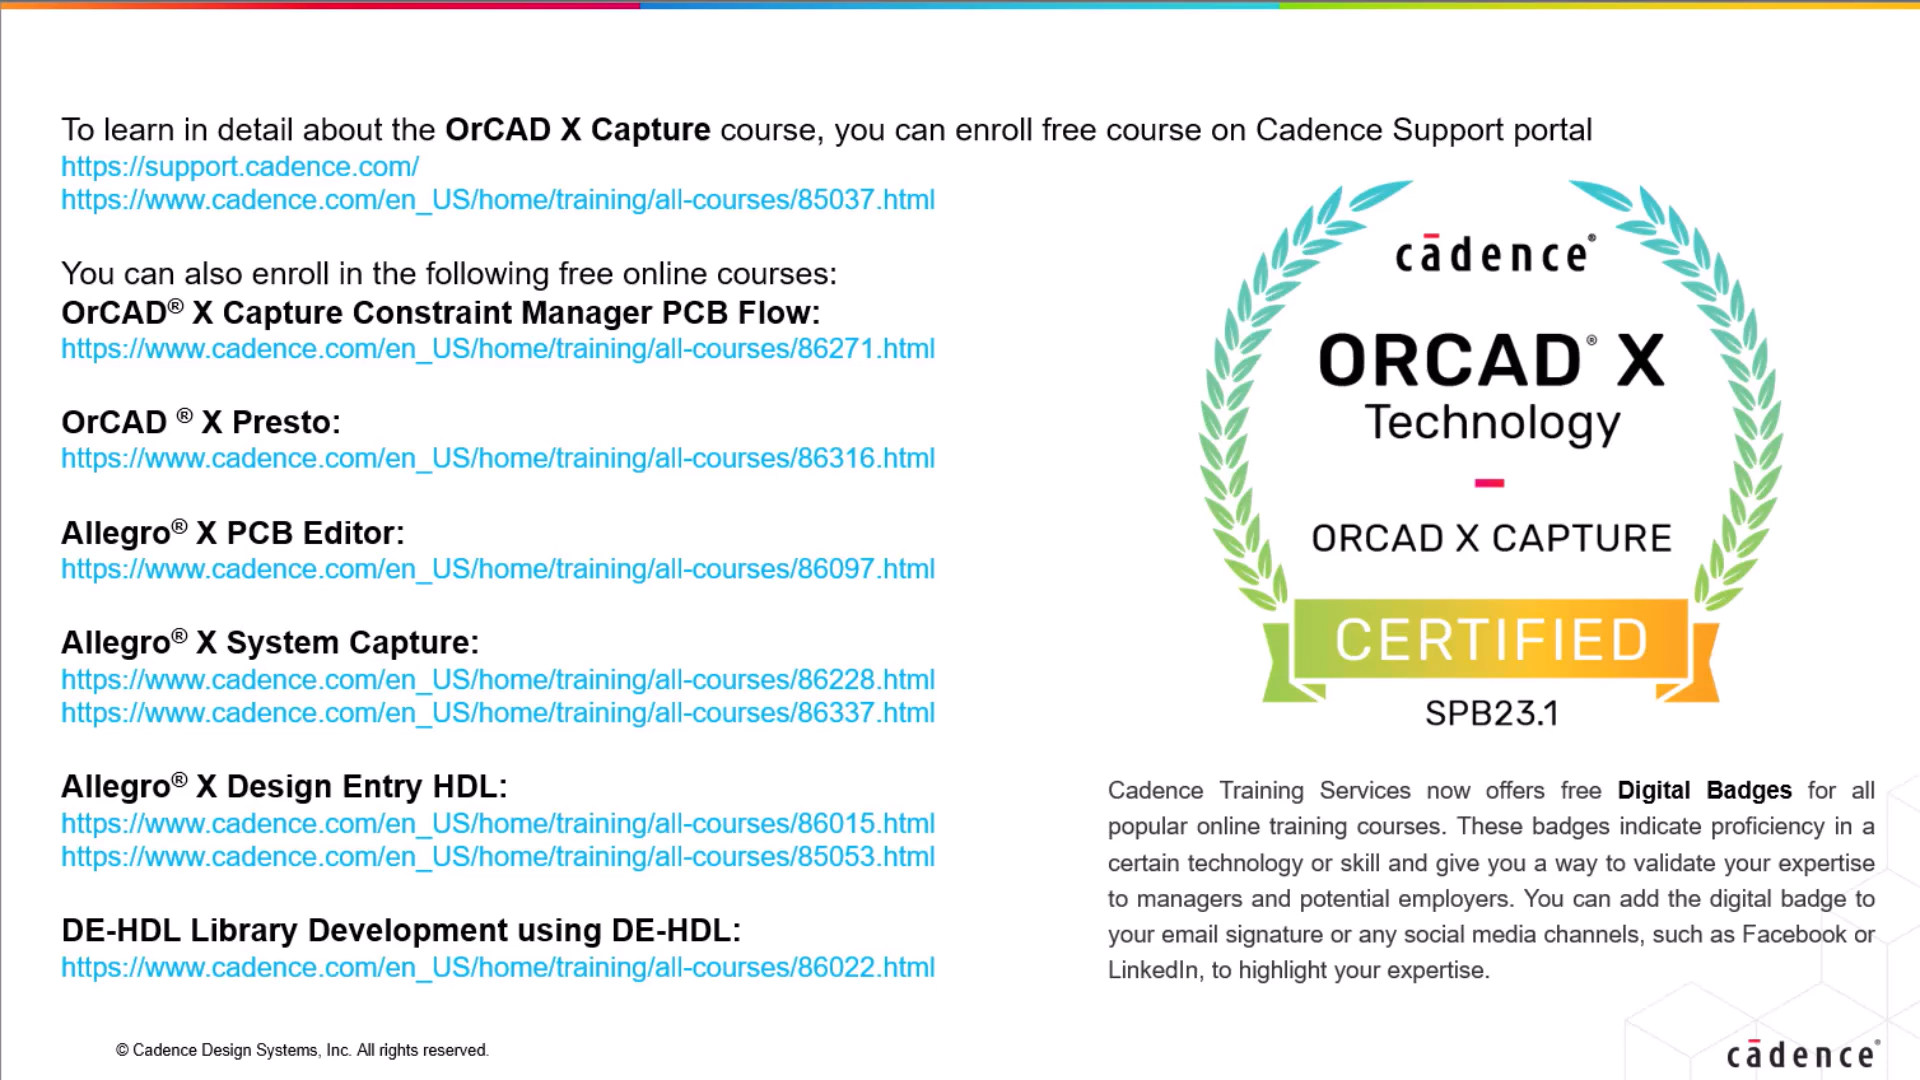 To learn in detail about the OrCAD X Capture course, you can enroll free course on Cadence Support portal
https://support.cadence.com/
https://www.cadence.com/en_US/home/training/all-courses/85037.html
You can also enroll in the following free online courses:
OrCAD® X Capture Constraint Manager PCB Flow:
https://www.cadence.com/en_US/home/training/all-courses/86271.html
OrCAD ® X Presto:
https://www.cadence.com/en_US/home/training/all-courses/86316.html
Allegro® X PCB Editor:
https://www.cadence.com/en_US/home/training/all-courses/86097.html
Allegro® X System Capture:
https://www.cadence.com/en_US/home/training/all-courses/86228.html
https://www.cadence.com/en_US/home/training/all-courses/86337.html
Allegro® X Design Entry HDL:
https://www.cadence.com/en_US/home/training/all-courses/86015.html
https://www.cadence.com/en_US/home/training/all-courses/85053.html
DE-HDL Library Development using DE-HDL:
https://www.cadence.com/en_US/home/training/all-courses/86022.html
cādence®
ORCAD® X
Technology
ORCAD X CAPTURE
CERTIFIED
SPB23.1
Cadence Training Services now offers free Digital Badges for all
popular online training courses. These badges indicate proficiency in a
certain technology or skill and give you a way to validate your expertise
to managers and potential employers. You can add the digital badge to
your email signature or any social media channels, such as Facebook or
LinkedIn, to highlight your expertise.
© Cadence Design Systems, Inc. All rights reserved.
cādence®